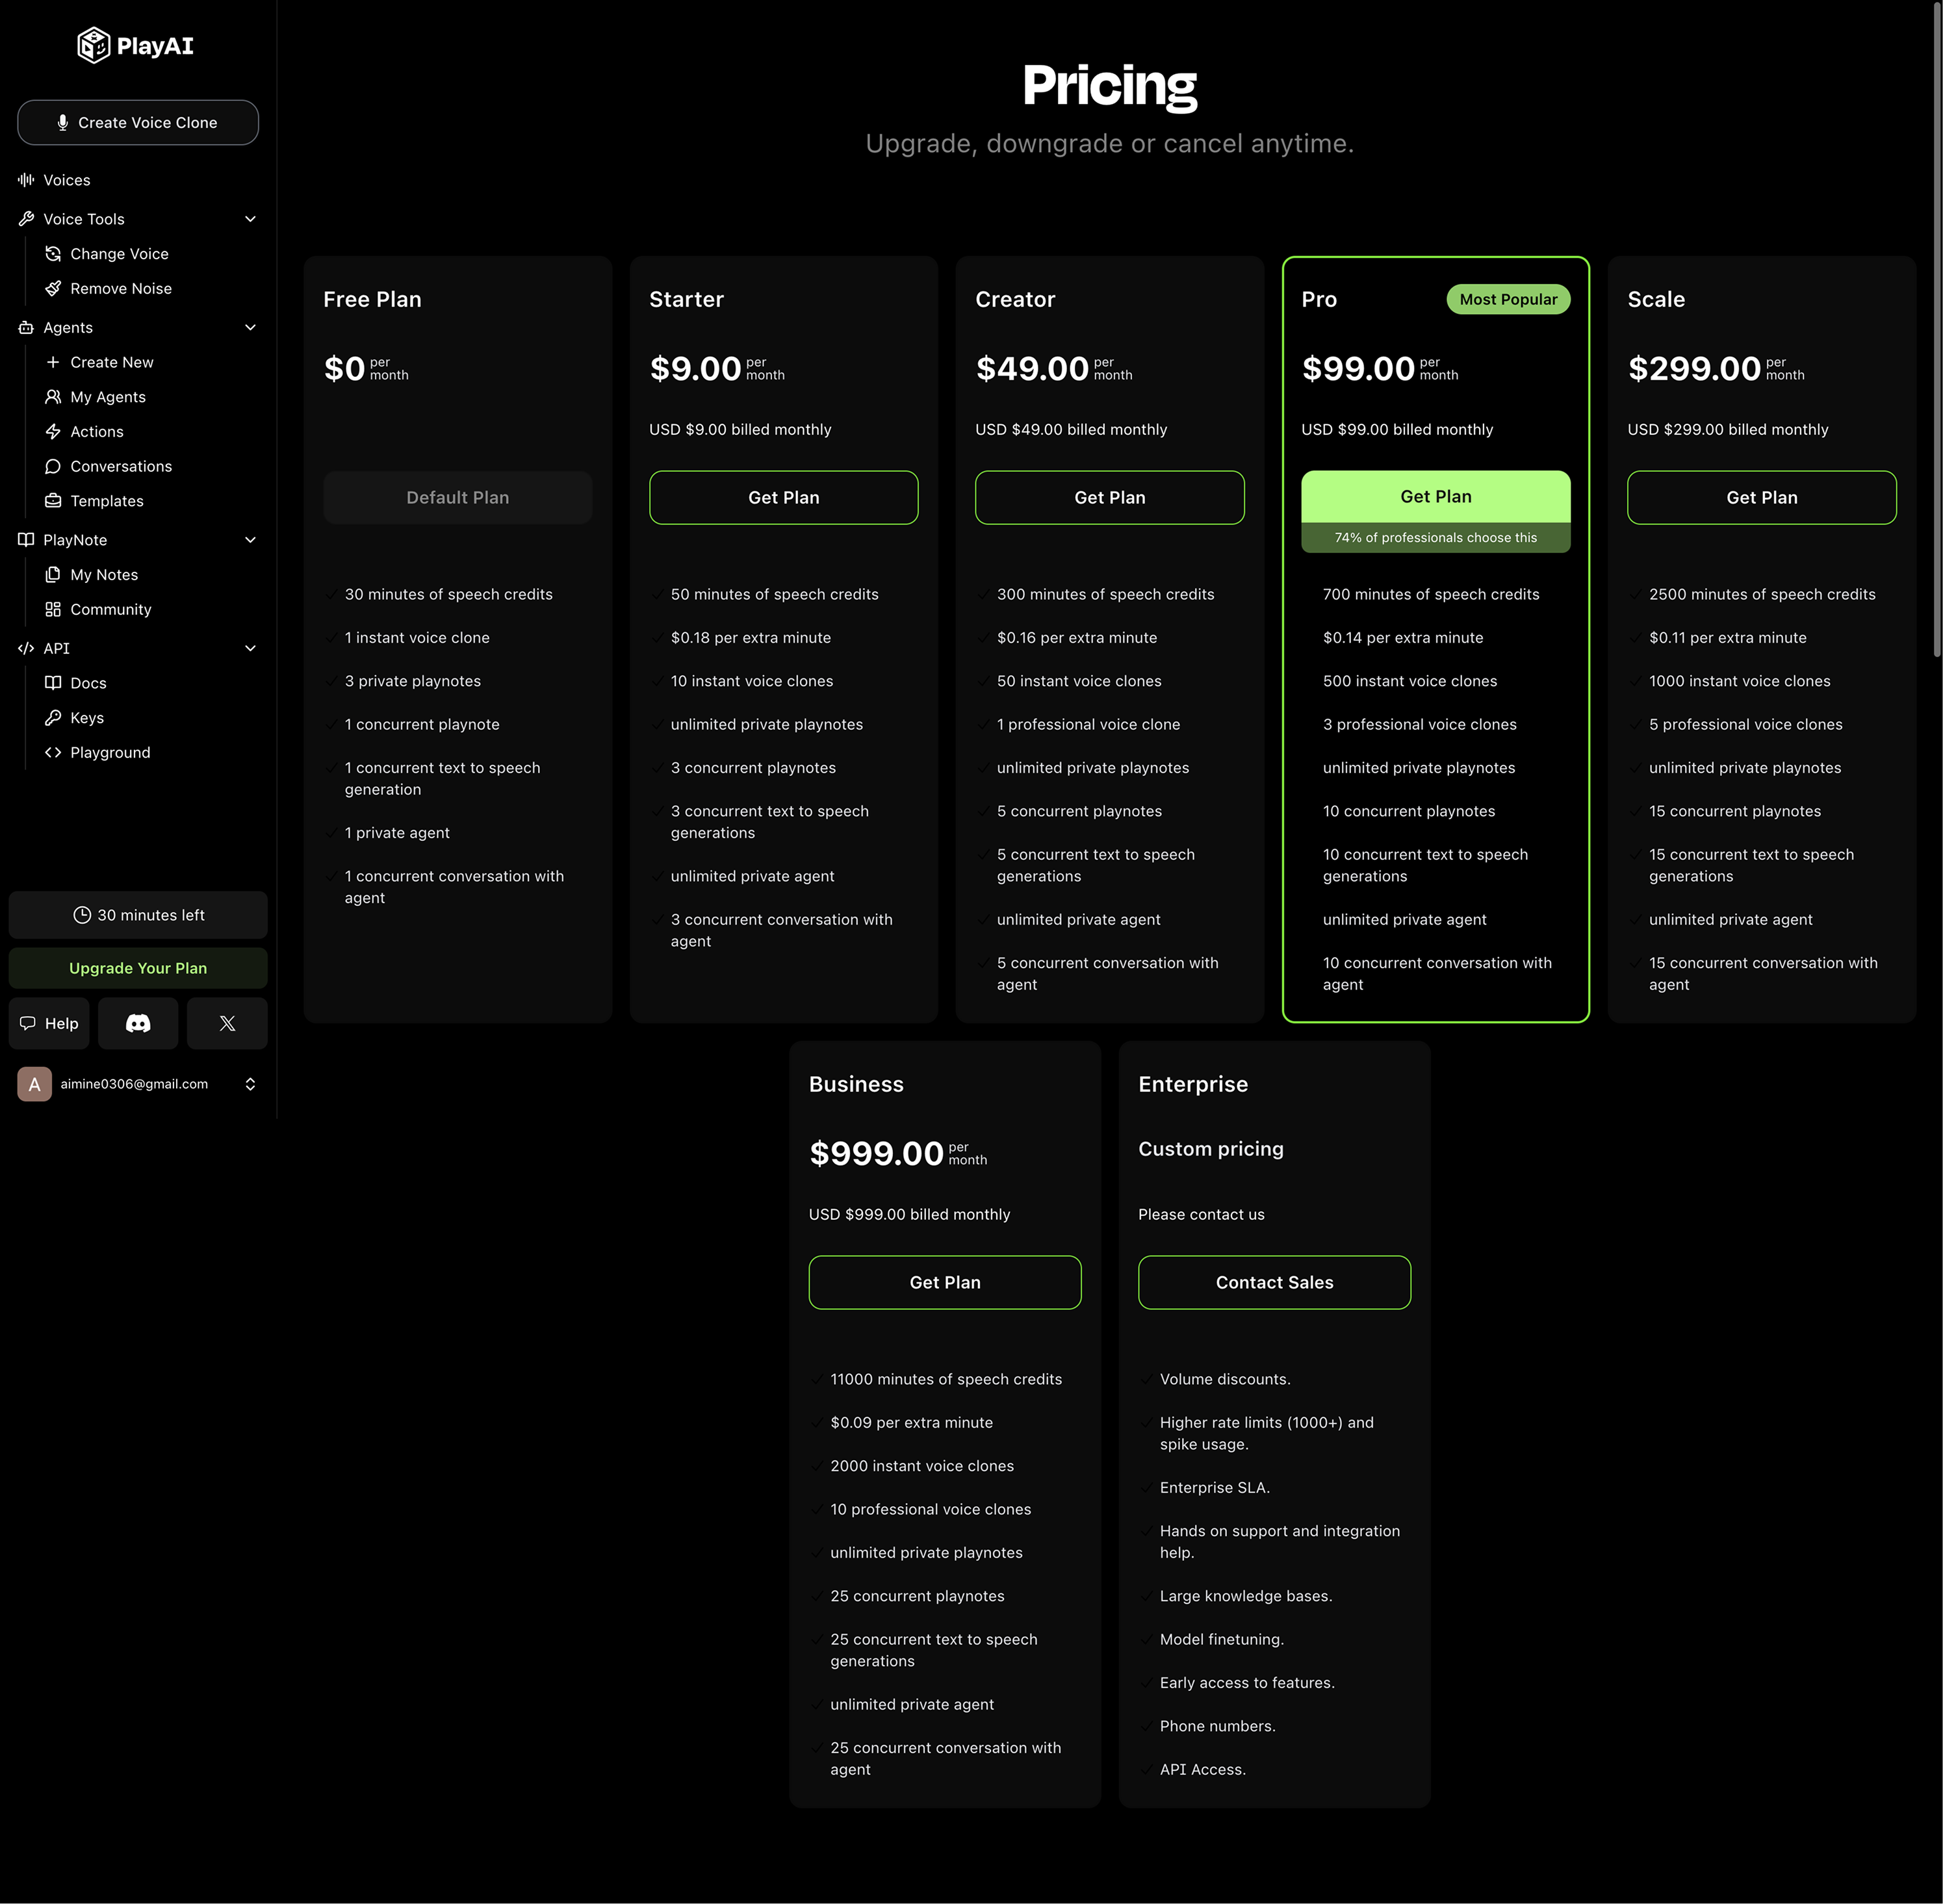 PlayAI
Create Voice Clone
Voices
Voice Tools
Change Voice
Remove Noise
Agents
Create New
My Agents
Actions
Conversations
Templates
PlayNote
My Notes
Community
API
Docs
Keys
Playground
30 minutes left
Upgrade Your Plan
Help
A
aimine0306@gmail.com
Pricing
Upgrade, downgrade or cancel anytime.
Free Plan
$0 per
month
Default Plan
30 minutes of speech credits
1 instant voice clone
3 private playnotes
1 concurrent playnote
1 concurrent text to speech
generation
1 private agent
1 concurrent conversation with
agent
Starter
$9.00 per
month
USD $9.00 billed monthly
Get Plan
50 minutes of speech credits
$0.18 per extra minute
10 instant voice clones
unlimited private playnotes
3 concurrent playnotes
3 concurrent text to speech
generations
unlimited private agent
3 concurrent conversation with
agent
Creator
$49.00 per
month
USD $49.00 billed monthly
Get Plan
300 minutes of speech credits
$0.16 per extra minute
50 instant voice clones
1 professional voice clone
unlimited private playnotes
5 concurrent playnotes
5 concurrent text to speech
generations
unlimited private agent
5 concurrent conversation with
agent
Pro
Most Popular
$99.00 per
month
USD $99.00 billed monthly
Get Plan
74% of professionals choose this
700 minutes of speech credits
$0.14 per extra minute
500 instant voice clones
3 professional voice clones
unlimited private playnotes
10 concurrent playnotes
10 concurrent text to speech
generations
unlimited private agent
10 concurrent conversation with
agent
Scale
$299.00 per
month
USD $299.00 billed monthly
Get Plan
2500 minutes of speech credits
$0.11 per extra minute
1000 instant voice clones
5 professional voice clones
unlimited private playnotes
15 concurrent playnotes
15 concurrent text to speech
generations
unlimited private agent
15 concurrent conversation with
agent
Business
$999.00 per
month
USD $999.00 billed monthly
Get Plan
11000 minutes of speech credits
$0.09 per extra minute
2000 instant voice clones
10 professional voice clones
unlimited private playnotes
25 concurrent playnotes
25 concurrent text to speech
generations
unlimited private agent
25 concurrent conversation with
agent
Enterprise
Custom pricing
Please contact us
Contact Sales
Volume discounts.
Higher rate limits (1000+) and
spike usage.
Enterprise SLA.
Hands on support and integration
help.
Large knowledge bases.
Model finetuning.
Early access to features.
Phone numbers.
API Access.